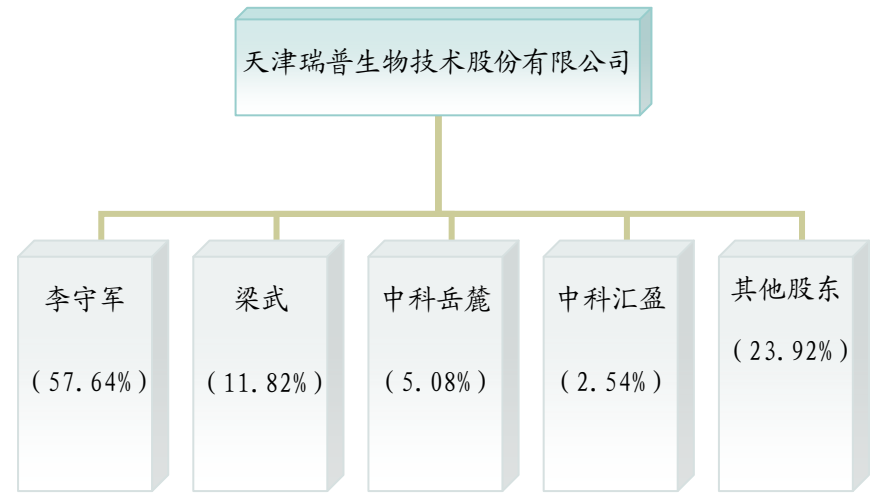 天津瑞普生物技术股份有限公司
李守军
(57.64%)
梁武
(11.82%)
中科岳麓
(5.08%)
中科汇盈
(2.54%)
其他股东
(23.92%)